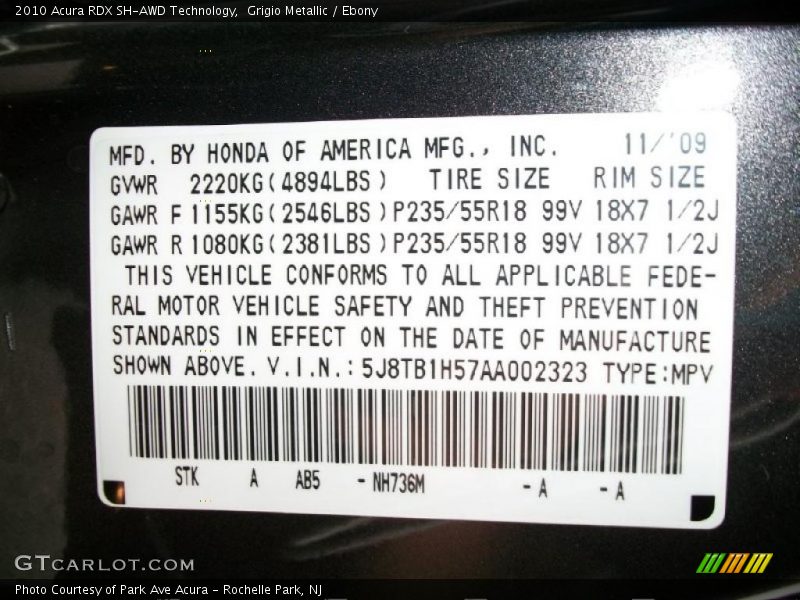 2010 Acura RDX SH-AWD Technology, Grigio Metallic / Ebony
MFD. BY HONDA OF AMERICA MFG., INC. 11/'09
GVWR 2220KG(4894LBS) TIRE SIZE RIM SIZE
GAWR F 1155KG(2546LBS) P235/55R18 99V 18X7 1/2J
GAWR R 1080KG(2381LBS) P235/55R18 99V 18X7 1/2J
THIS VEHICLE CONFORMS TO ALL APPLICABLE FEDE-
RAL MOTOR VEHICLE SAFETY AND THEFT PREVENTION
STANDARDS IN EFFECT ON THE DATE OF MANUFACTURE
SHOWN ABOVE. V.I.N.: 5J8TB1H57AA002323 TYPE:MPV
STK A AB5 - NH736M - A - A
GTCARLOT.COM
Photo Courtesy of Park Ave Acura - Rochelle Park, NJ